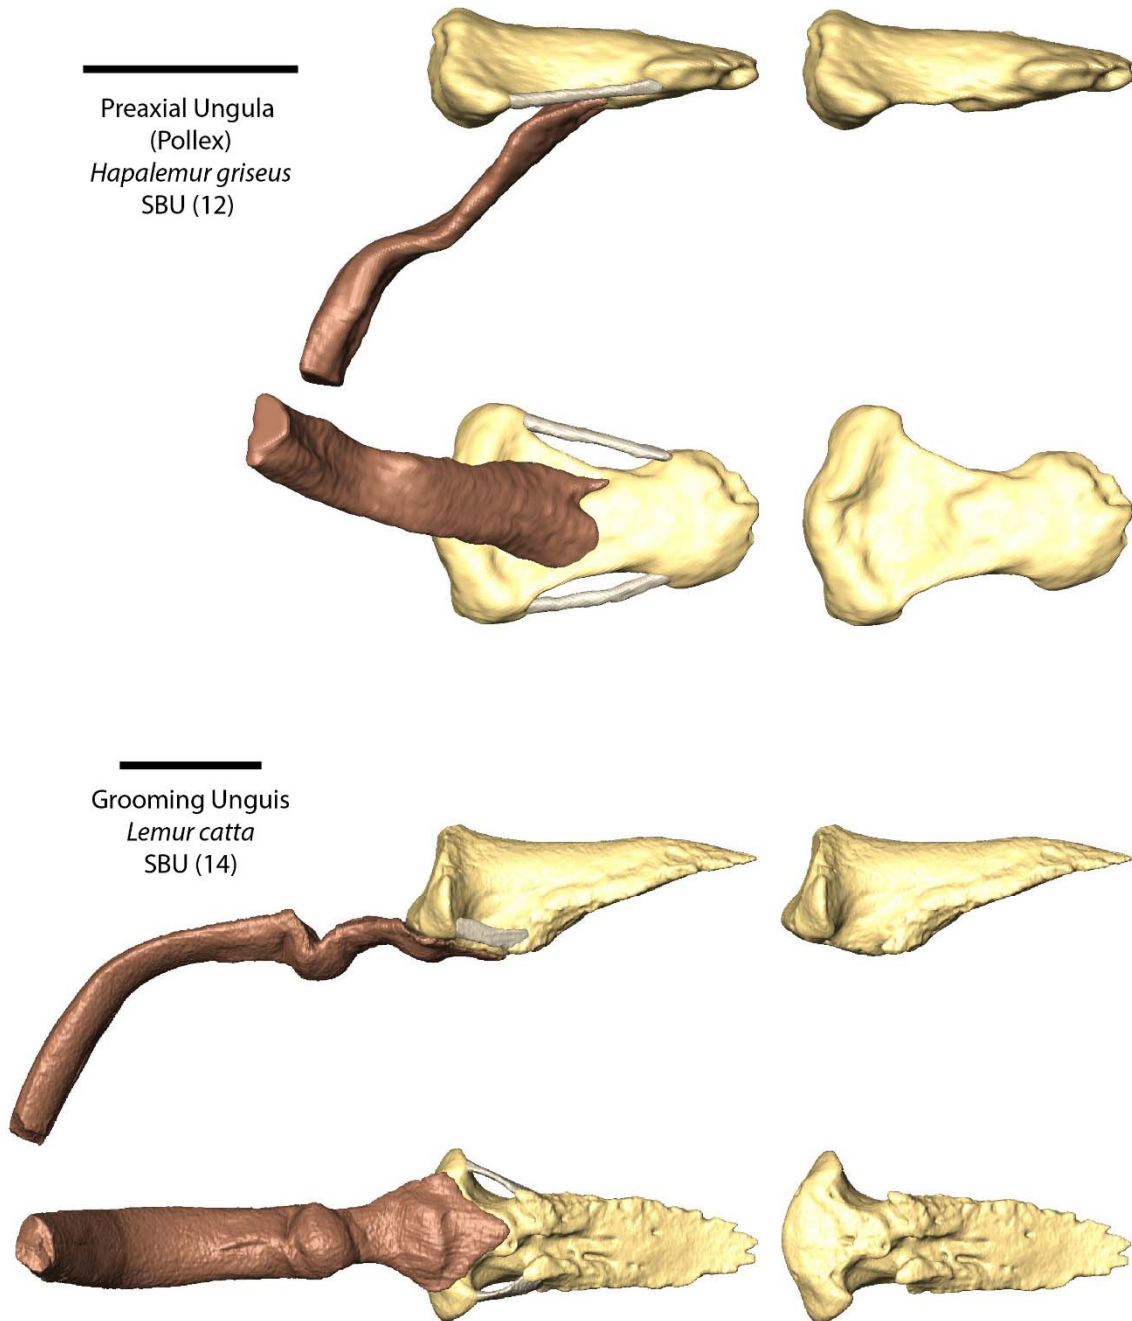 Preaxial Ungula
(Pollex)
Hapalemur griseus
SBU (12)
Grooming Unguis
Lemur catta
SBU (14)